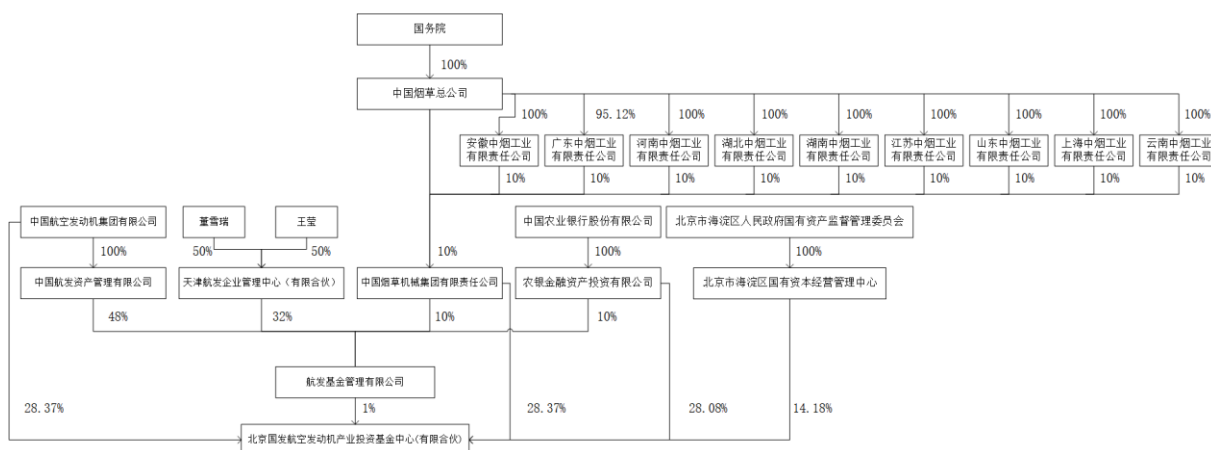 国务院
100%
中国烟草总公司
100%
95.12%
100%
100%
100%
100%
100%
100%
100%
安徽中烟工业
有限责任公司
广东中烟工业
有限责任公司
河南中烟工业
有限责任公司
湖北中烟工业
有限责任公司
湖南中烟工业
有限责任公司
江苏中烟工业
有限责任公司
山东中烟工业
有限责任公司
上海中烟工业
有限责任公司
云南中烟工业
有限责任公司
10%
10%
10%
10%
10%
10%
10%
10%
10%
中国航空发动机集团有限公司
董雪瑞
王莹
中国农业银行股份有限公司
北京市海淀区人民政府国有资产监督管理委员会
100%
50%
50%
10%
100%
100%
中国航发资产管理有限公司
天津航发企业管理中心（有限合伙）
中国烟草机械集团有限责任公司
农银金融资产投资有限公司
北京市海淀区国有资本经营管理中心
48%
32%
10%
10%
航发基金管理有限公司
28.37%
1%
28.37%
28.08%
14.18%
北京国发航空发动机产业投资基金中心(有限合伙)